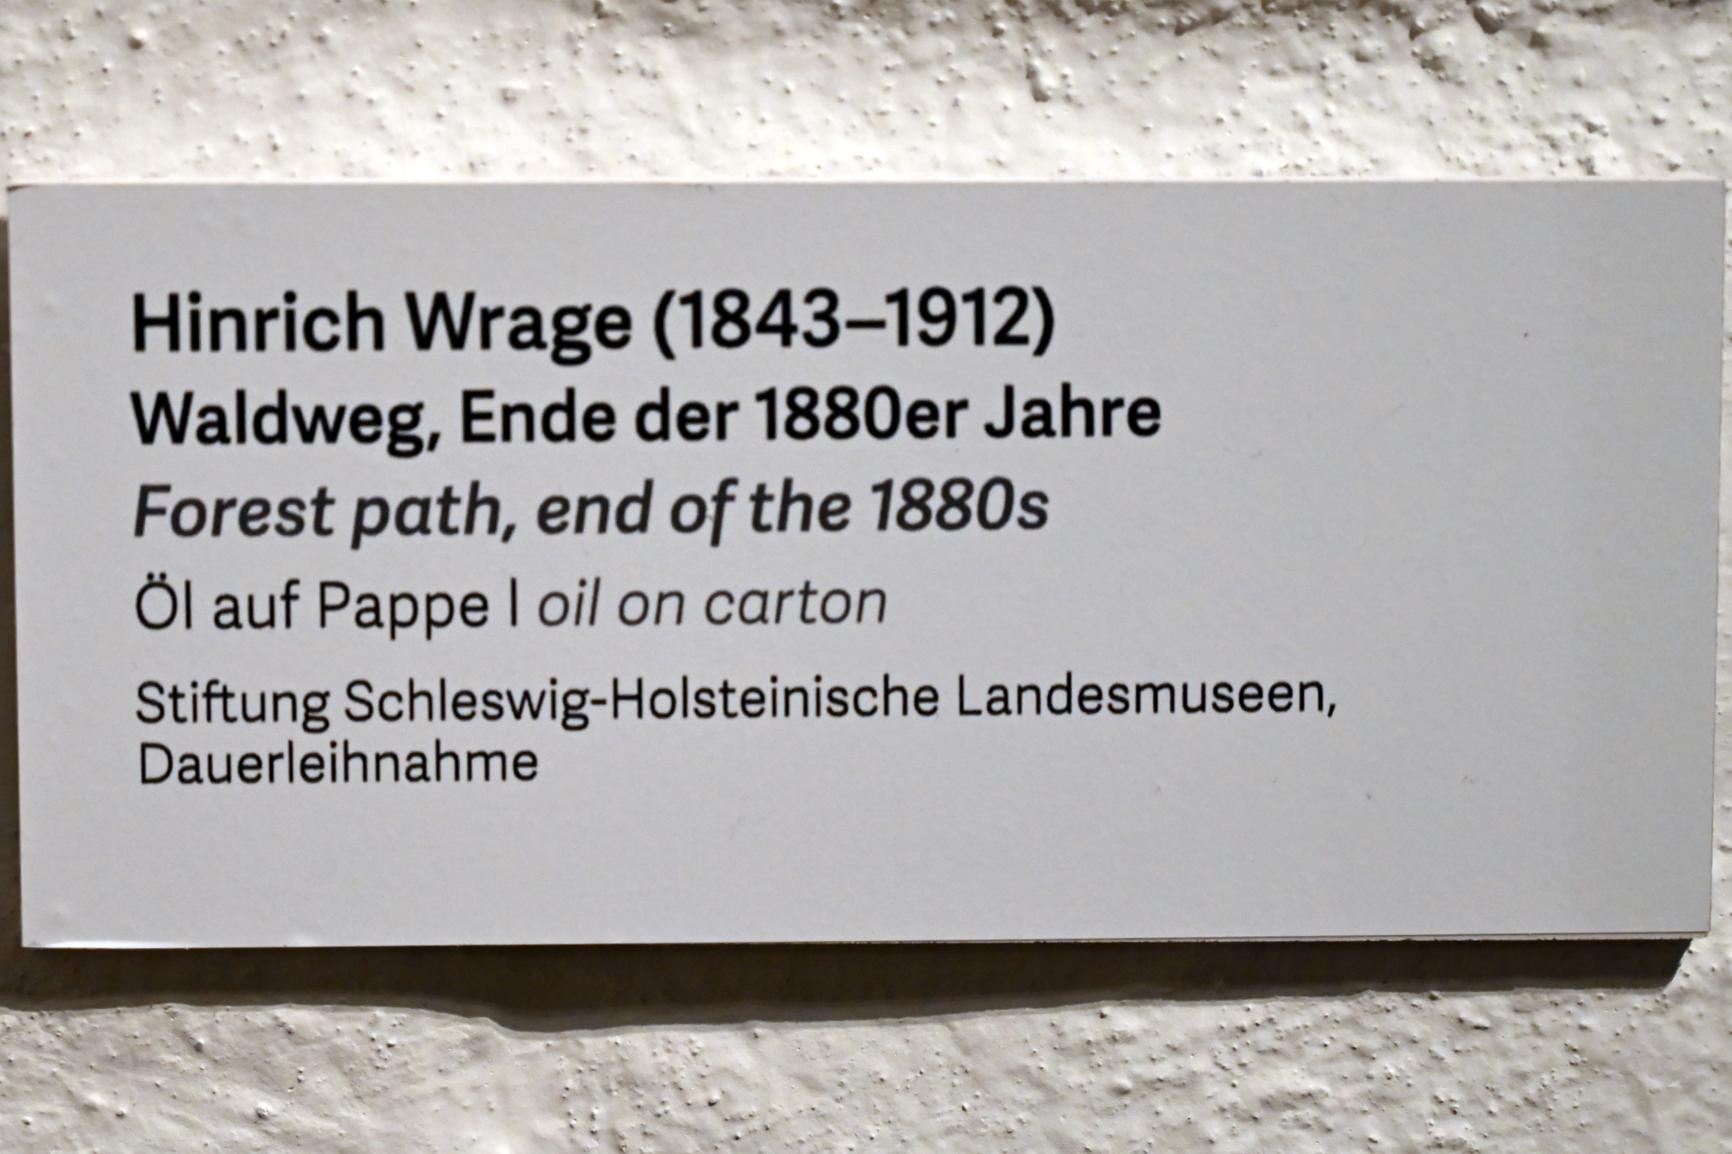 Hinrich Wrage (1843–1912)
Waldweg, Ende der 1880er Jahre
Forest path, end of the 1880s
Öl auf Pappe | oil on carton
Stiftung Schleswig-Holsteinische Landesmuseen,
Dauerleihnahme